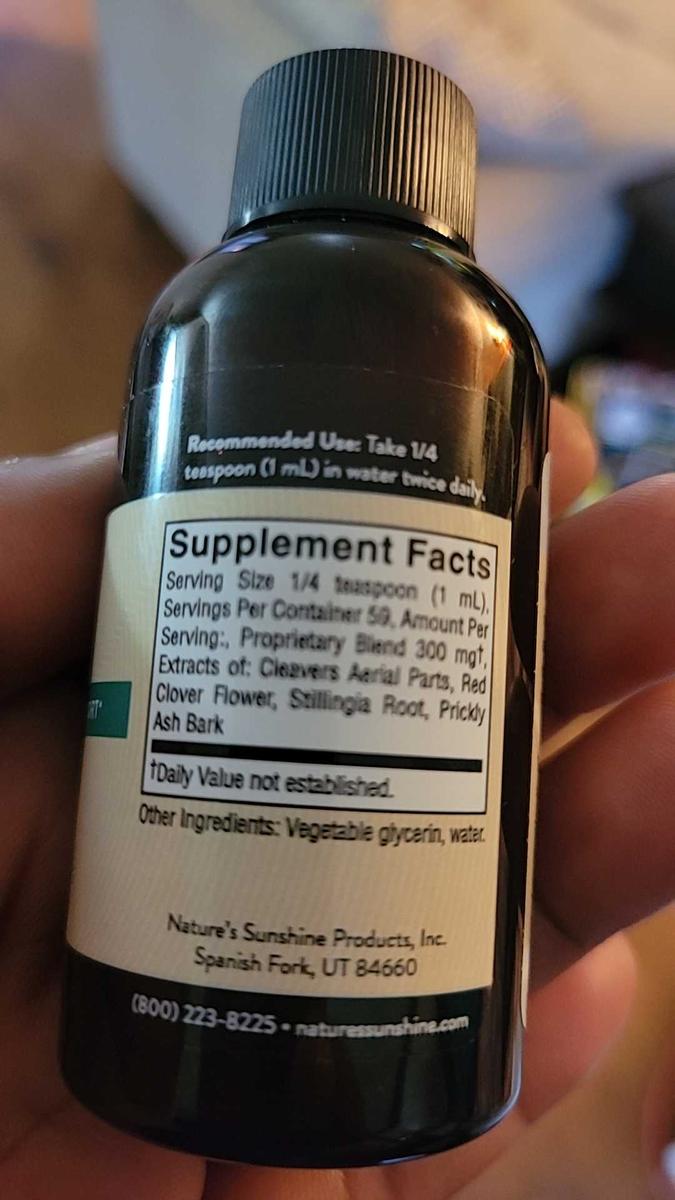 Recommended Use: Take 1/4
teaspoon (1 mL) in water twice daily.
Supplement Facts
Serving Size 1/4 teaspoon (1 mL),
Servings Per Container 59, Amount Per
Serving:, Proprietary Blend 300 mg†,
Extracts of: Cleavers Aerial Parts, Red
Clover Flower, Stillingia Root, Prickly
Ash Bark
†Daily Value not established.
Other Ingredients: Vegetable glycerin, water.
Nature's Sunshine Products, Inc.
Spanish Fork, UT 84660
(800) 223-8225 • naturessunshine.com